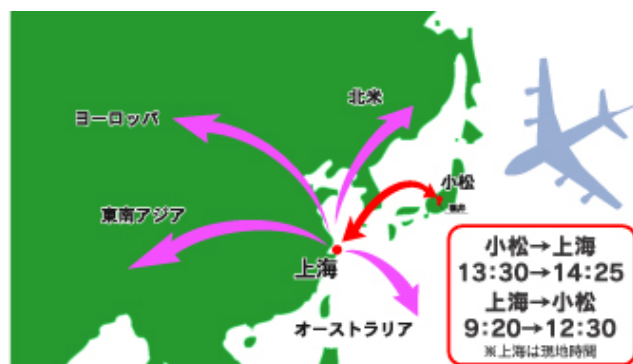 北米
ヨーロッパ
小松
福井
東南アジア
上海
オーストラリア
小松→上海
13:30→14:25
上海→小松
9:20→12:30
※上海は現地時間